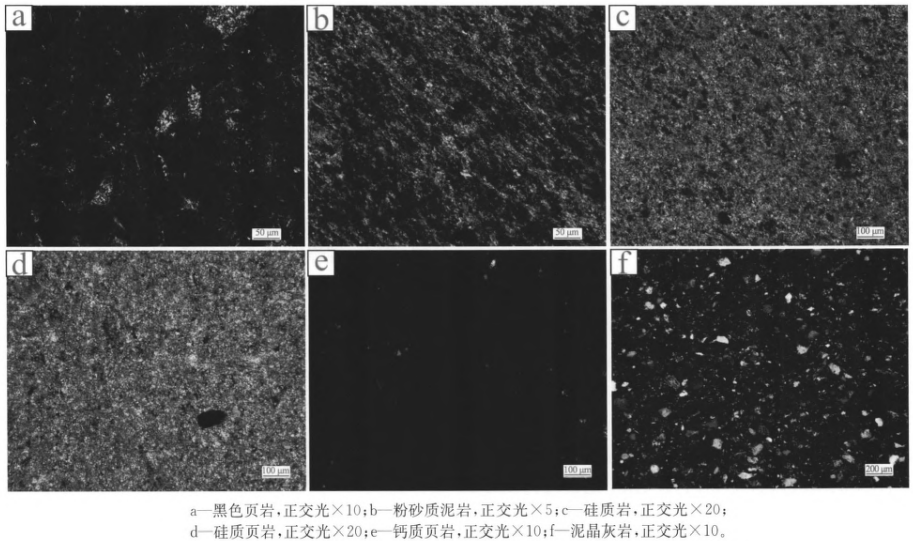 a
b
c
50 μm
50 μm
100 μm
d
e
f
100 μm
100 μm
200 μm
a—黑色页岩,正交光×10;b—粉砂质泥岩,正交光×5;c—硅质岩,正交光×20;
d—硅质页岩,正交光×20;e—钙质页岩,正交光×10;f—泥晶灰岩,正交光×10。